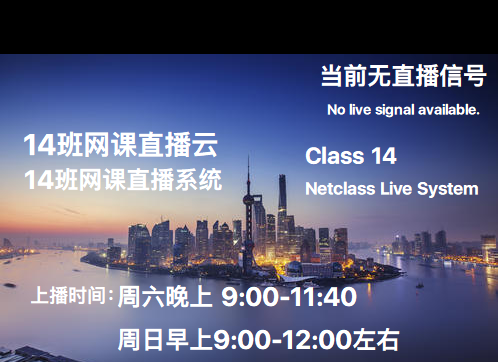 当前无直播信号
No live signal available.
14班网课直播云
14班网课直播系统
Class 14
Netclass Live System
上播时间：周六晚上 9:00-11:40
周日早上9:00-12:00左右